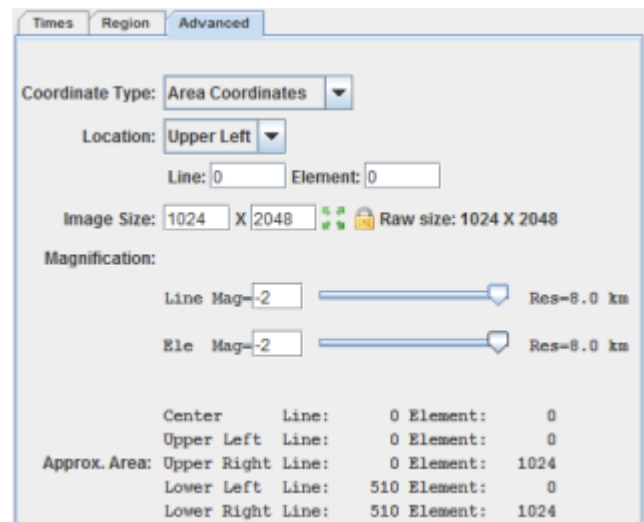 Times Region Advanced
Coordinate Type: Area Coordinates
Location: Upper Left
Line: 0 Element: 0
Image Size: 1024 X 2048 Raw size: 1024 X 2048
Magnification:
Line Mag=-2 Res=8.0 km
Ele Mag=-2 Res=8.0 km
Center Line: 0 Element: 0
Upper Left Line: 0 Element: 0
Approx. Area: Upper Right Line: 0 Element: 1024
Lower Left Line: 510 Element: 0
Lower Right Line: 510 Element: 1024